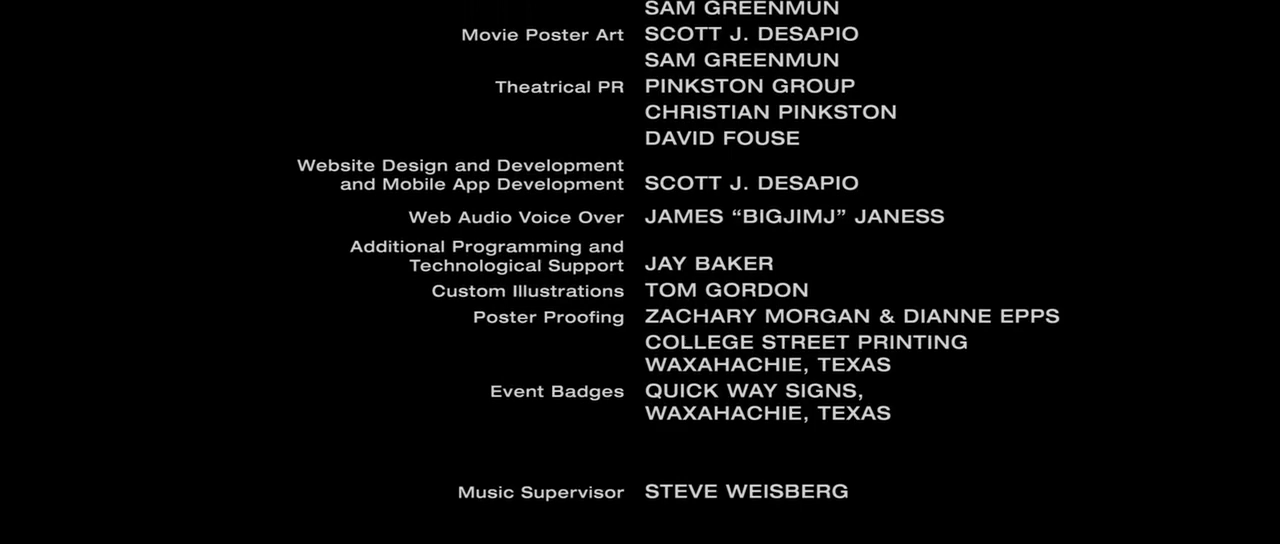 SAM GREENMUN
Movie Poster Art SCOTT J. DESAPIO
SAM GREENMUN
Theatrical PR PINKSTON GROUP
CHRISTIAN PINKSTON
DAVID FOUSE
Website Design and Development
and Mobile App Development SCOTT J. DESAPIO
Web Audio Voice Over JAMES “BIGJIMJ” JANESS
Additional Programming and
Technological Support JAY BAKER
Custom Illustrations TOM GORDON
Poster Proofing ZACHARY MORGAN & DIANNE EPPS
COLLEGE STREET PRINTING
WAXAHACHIE, TEXAS
Event Badges QUICK WAY SIGNS,
WAXAHACHIE, TEXAS
Music Supervisor STEVE WEISBERG